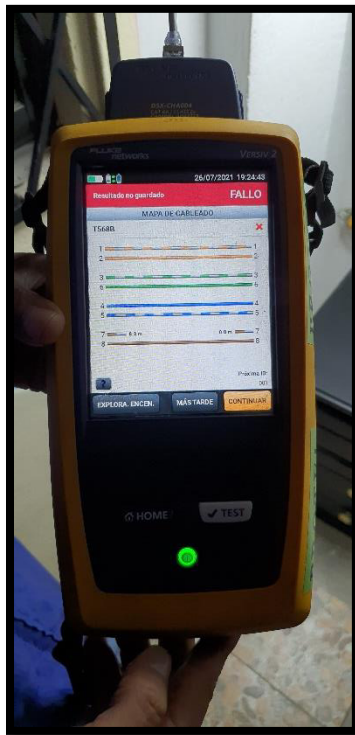 FLUKE
networks
VERSIV 2
26/07/2021 19:24:43
Resultado no guardado FALLO
MAPA DE CABLEADO
T568B
1 1
2 2
3 3
6 6
4 4
5 5
7 7
8 8
Próxima ID:
?
EXPLORA. ENCEN. MÁS TARDE CONTINUAR
HOME
TEST